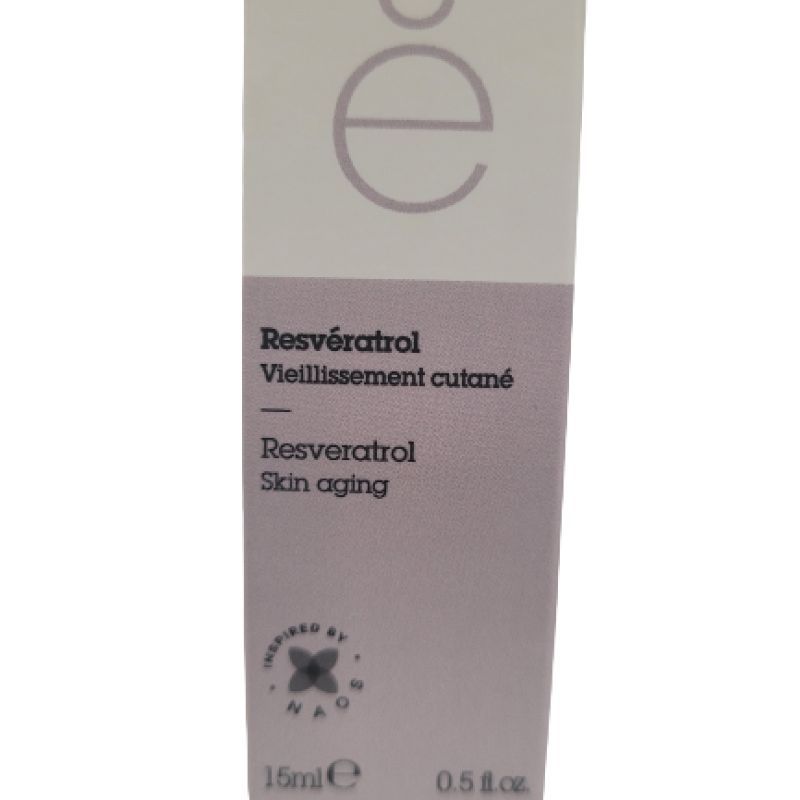 e
Resvératrol
Vieillissement cutané
—
Resveratrol
Skin aging
INSPIRED BY • NAOS •
15ml ℮
0.5 fl.oz.